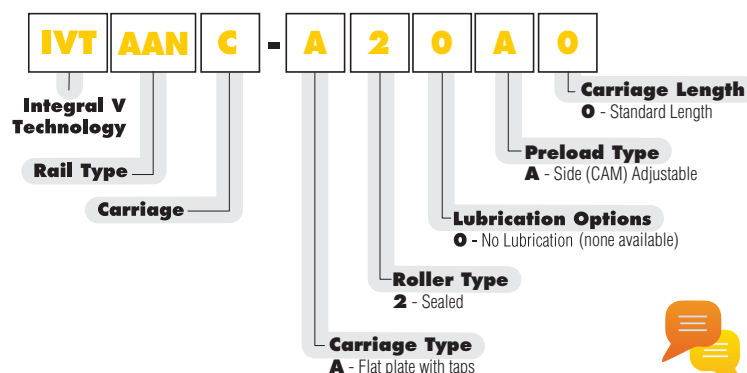 IVT AAN C - A 2 0 A 0
Integral V
Technology
Rail Type
Carriage
Carriage Length
0 - Standard Length
Preload Type
A - Side (CAM) Adjustable
Lubrication Options
0 - No Lubrication (none available)
Roller Type
2 - Sealed
Carriage Type
A - Flat plate with taps